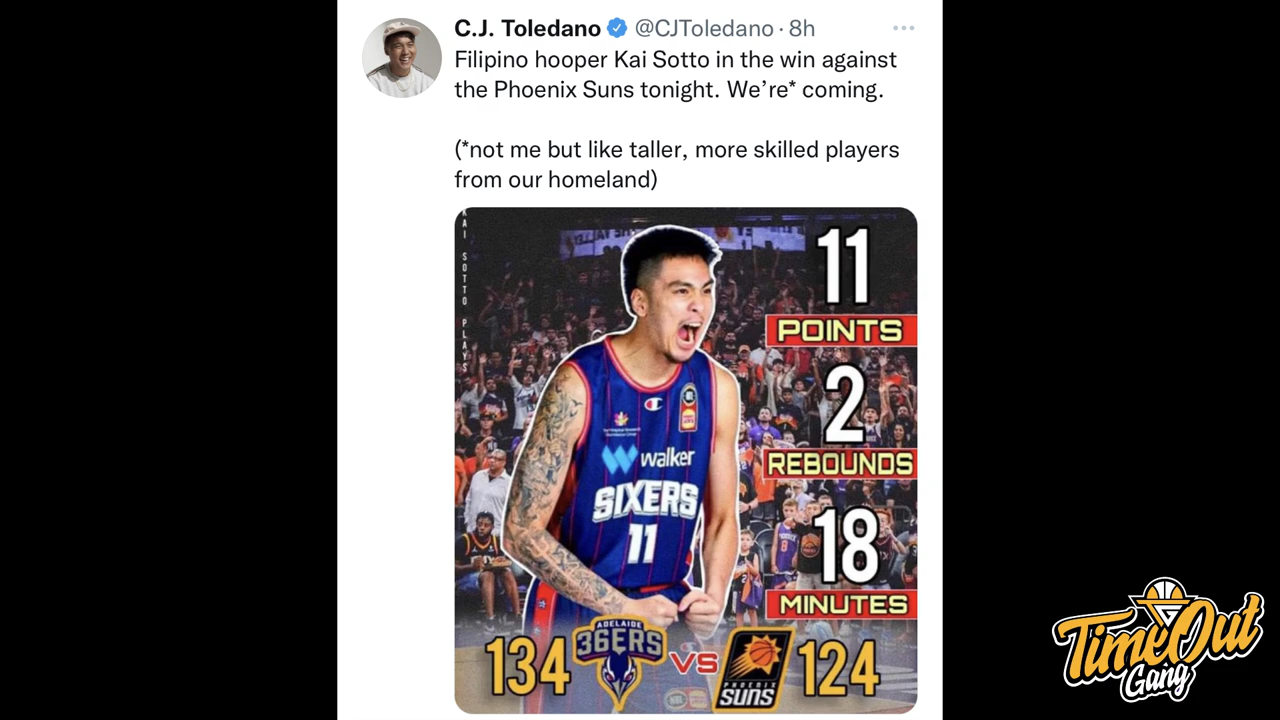 C.J. Toledano @CJToledano · 8h
Filipino hooper Kai Sotto in the win against
the Phoenix Suns tonight. We're* coming.
(*not me but like taller, more skilled players
from our homeland)
KAI SOTTO PLAYS
11
POINTS
2
REBOUNDS
18
MINUTES
walker
SIXERS
11
134
ADELAIDE
36ERS
VS
PHOENIX
SUNS
124
NBL
TimeOut
Gang